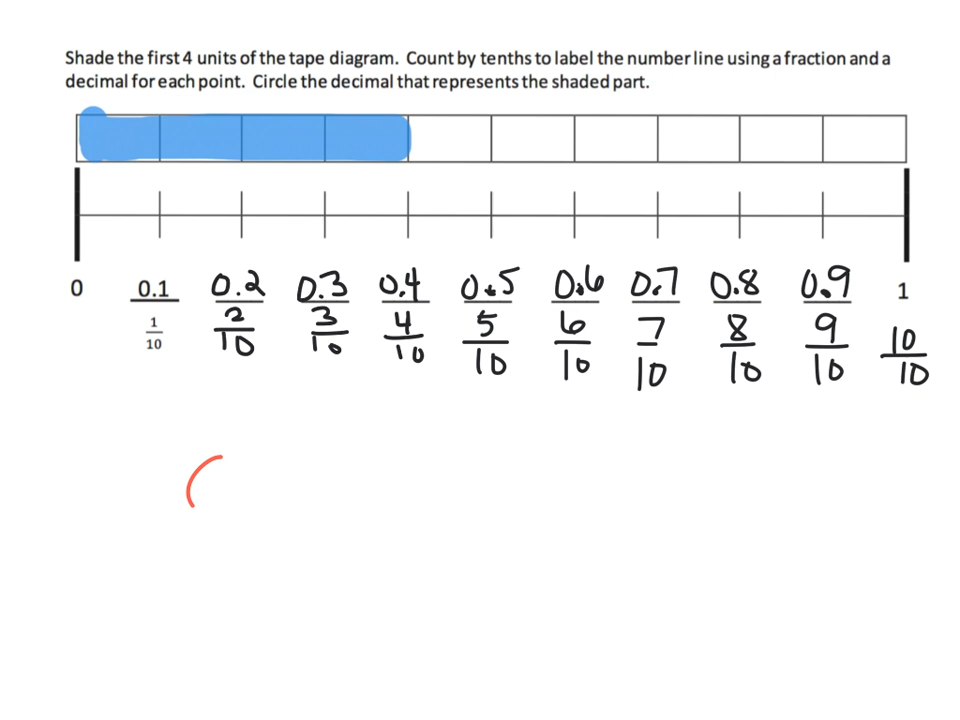 Shade the first 4 units of the tape diagram. Count by tenths to label the number line using a fraction and a
decimal for each point. Circle the decimal that represents the shaded part.
0 0.1 0.2 0.3 0.4 0.5 0.6 0.7 0.8 0.9 1
1/10 2/10 3/10 4/10 5/10 6/10 7/10 8/10 9/10 10/10